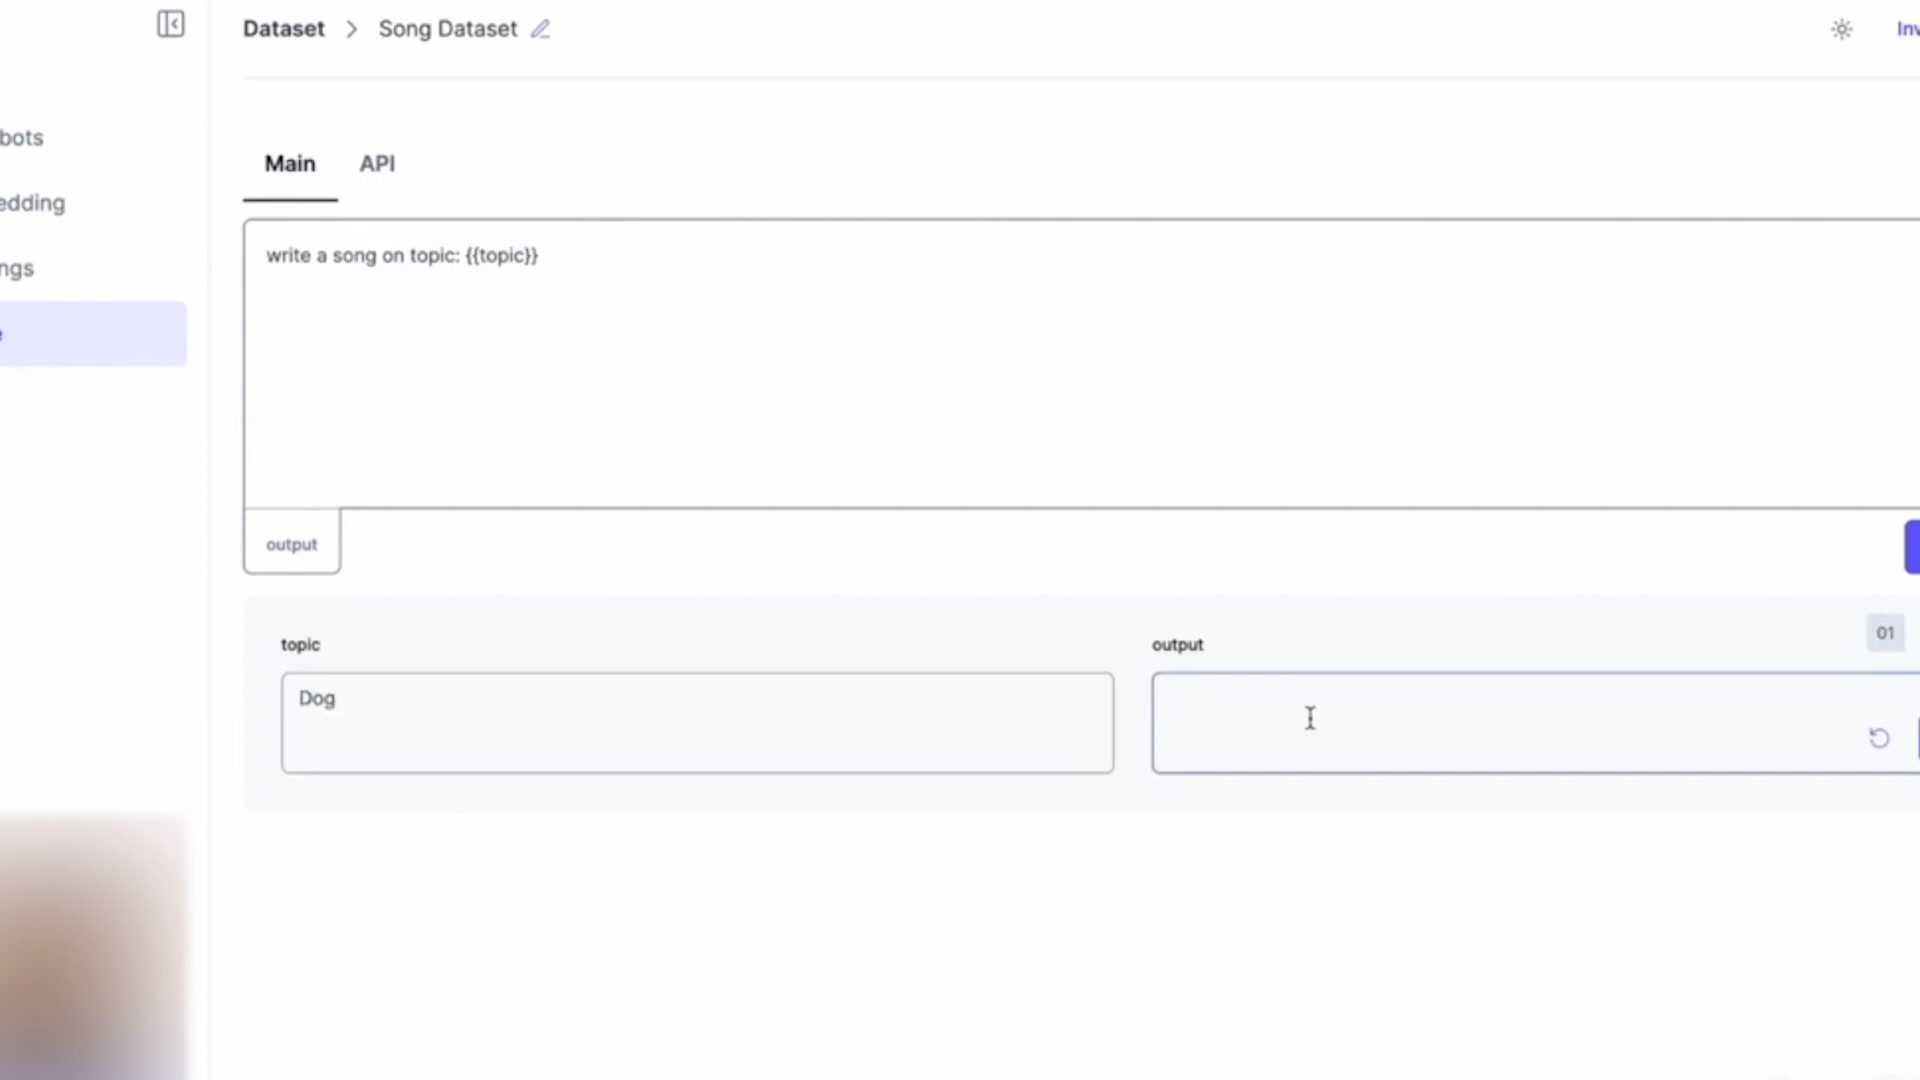 Dataset > Song Dataset
bots
edding
ngs
Main API
write a song on topic: {{topic}}
output
topic
output
01
Dog